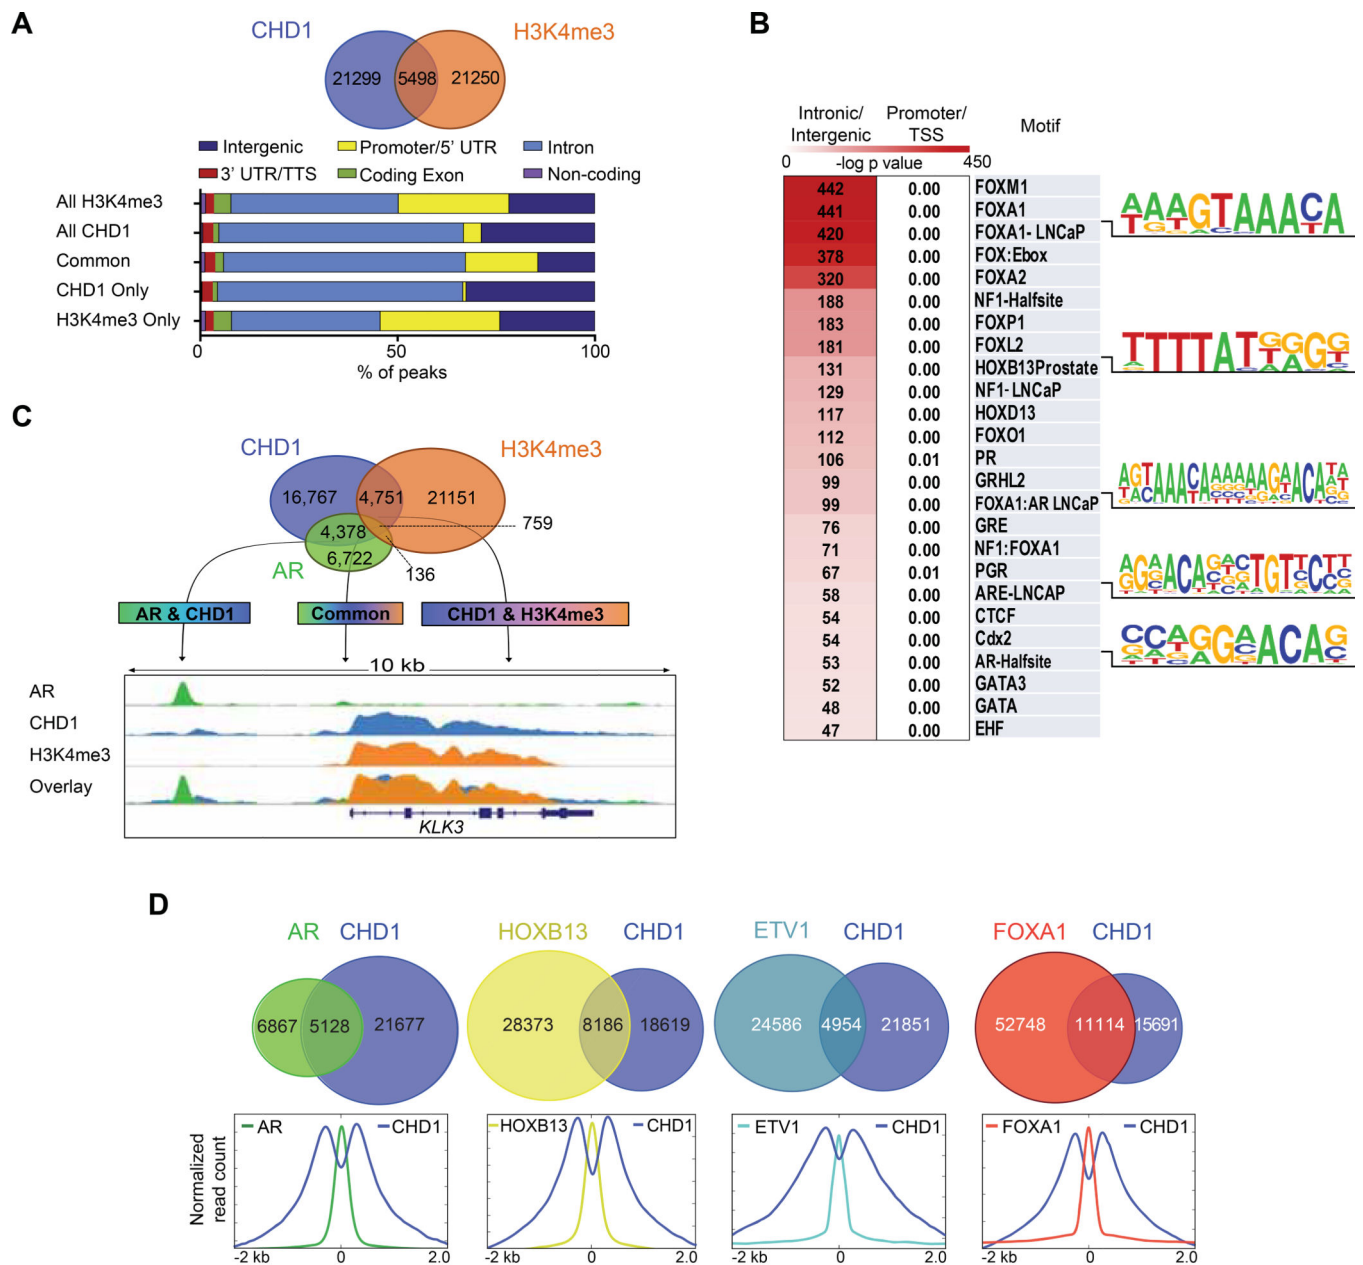 A
CHD1
H3K4me3
21299
5498
21250
Intergenic
Promoter/5' UTR
Intron
3' UTR/TTS
Coding Exon
Non-coding
All H3K4me3
All CHD1
Common
CHD1 Only
H3K4me3 Only
0
50
100
% of peaks
B
Intronic/ Promoter/
Intergenic TSS
Motif
0 -log p value 450
442 0.00 FOXM1
441 0.00 FOXA1
420 0.00 FOXA1- LNCaP
378 0.00 FOX:Ebox
320 0.00 FOXA2
188 0.00 NF1-Halfsite
183 0.00 FOXP1
181 0.00 FOXL2
131 0.00 HOXB13Prostate
129 0.00 NF1-LNCaP
117 0.00 HOXD13
112 0.00 FOXO1
106 0.01 PR
99 0.00 GRHL2
99 0.00 FOXA1:AR LNCaP
76 0.00 GRE
71 0.00 NF1:FOXA1
67 0.01 PGR
58 0.00 ARE-LNCAP
54 0.00 CTCF
54 0.00 Cdx2
53 0.00 AR-Halfsite
52 0.00 GATA3
48 0.00 GATA
47 0.00 EHF
C
CHD1
H3K4me3
16,767
4,751
21151
4,378
759
6,722
136
AR
AR & CHD1
Common
CHD1 & H3K4me3
10 kb
AR
CHD1
H3K4me3
Overlay
KLK3
D
AR CHD1
HOXB13 CHD1
ETV1 CHD1
FOXA1 CHD1
6867 5128 21677
28373 8186 18619
24586 4954 21851
52748 11114 15691
Normalized
read count
AR CHD1
HOXB13 CHD1
ETV1 CHD1
FOXA1 CHD1
-2 kb 0 2.0
-2 kb 0 2.0
-2 kb 0 2.0
-2 kb 0 2.0